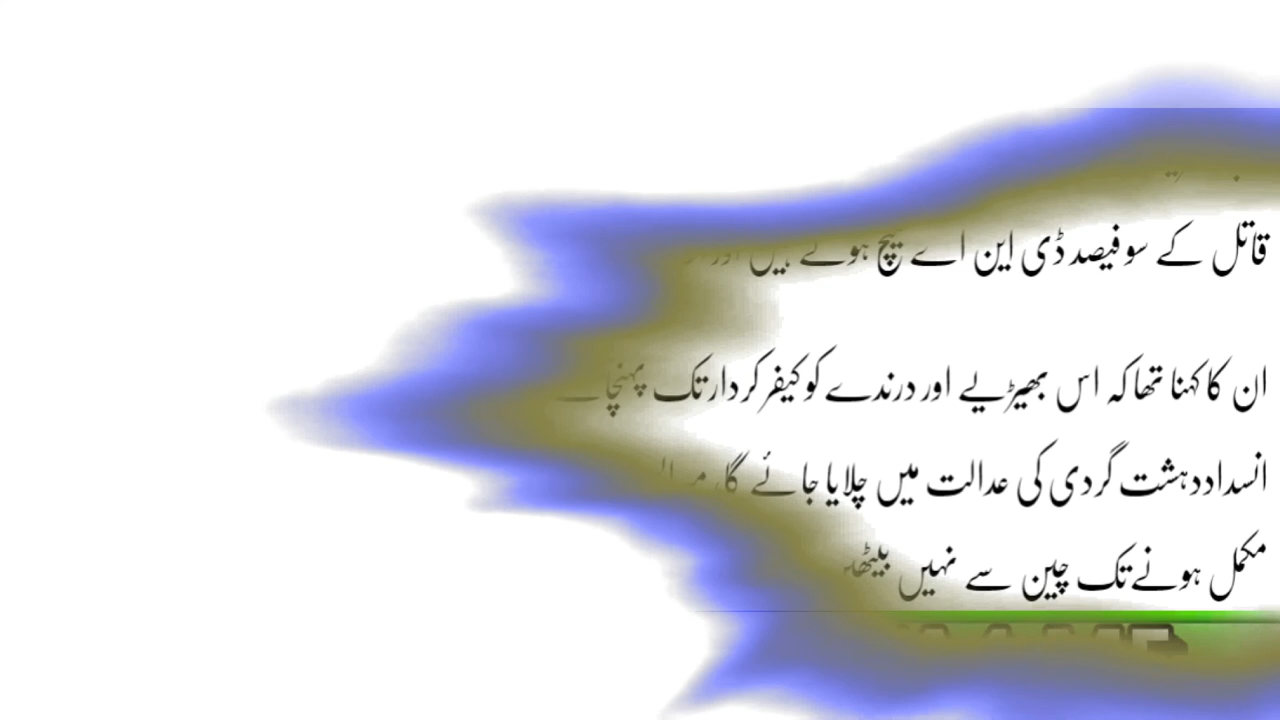 قاتل کے سو فیصد ڈی این اے میچ ہوئے ہیں اور
ان کا کہنا تھا کہ اس بھیڑیے اور درندے کو کیفر کردار تک پہنچا
انسداد دہشت گردی کی عدالت میں چلایا جائے گا،
مکمل ہونے تک چین سے نہیں